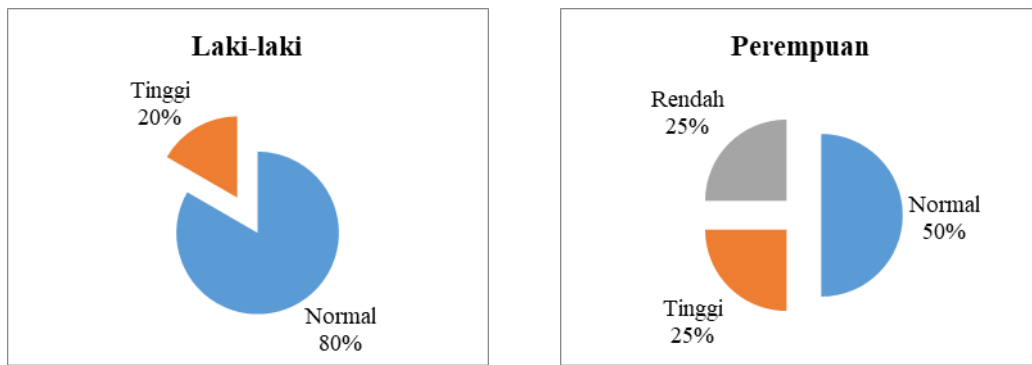 Laki-laki
Tinggi
20%
Normal
80%
Perempuan
Rendah
25%
Normal
50%
Tinggi
25%